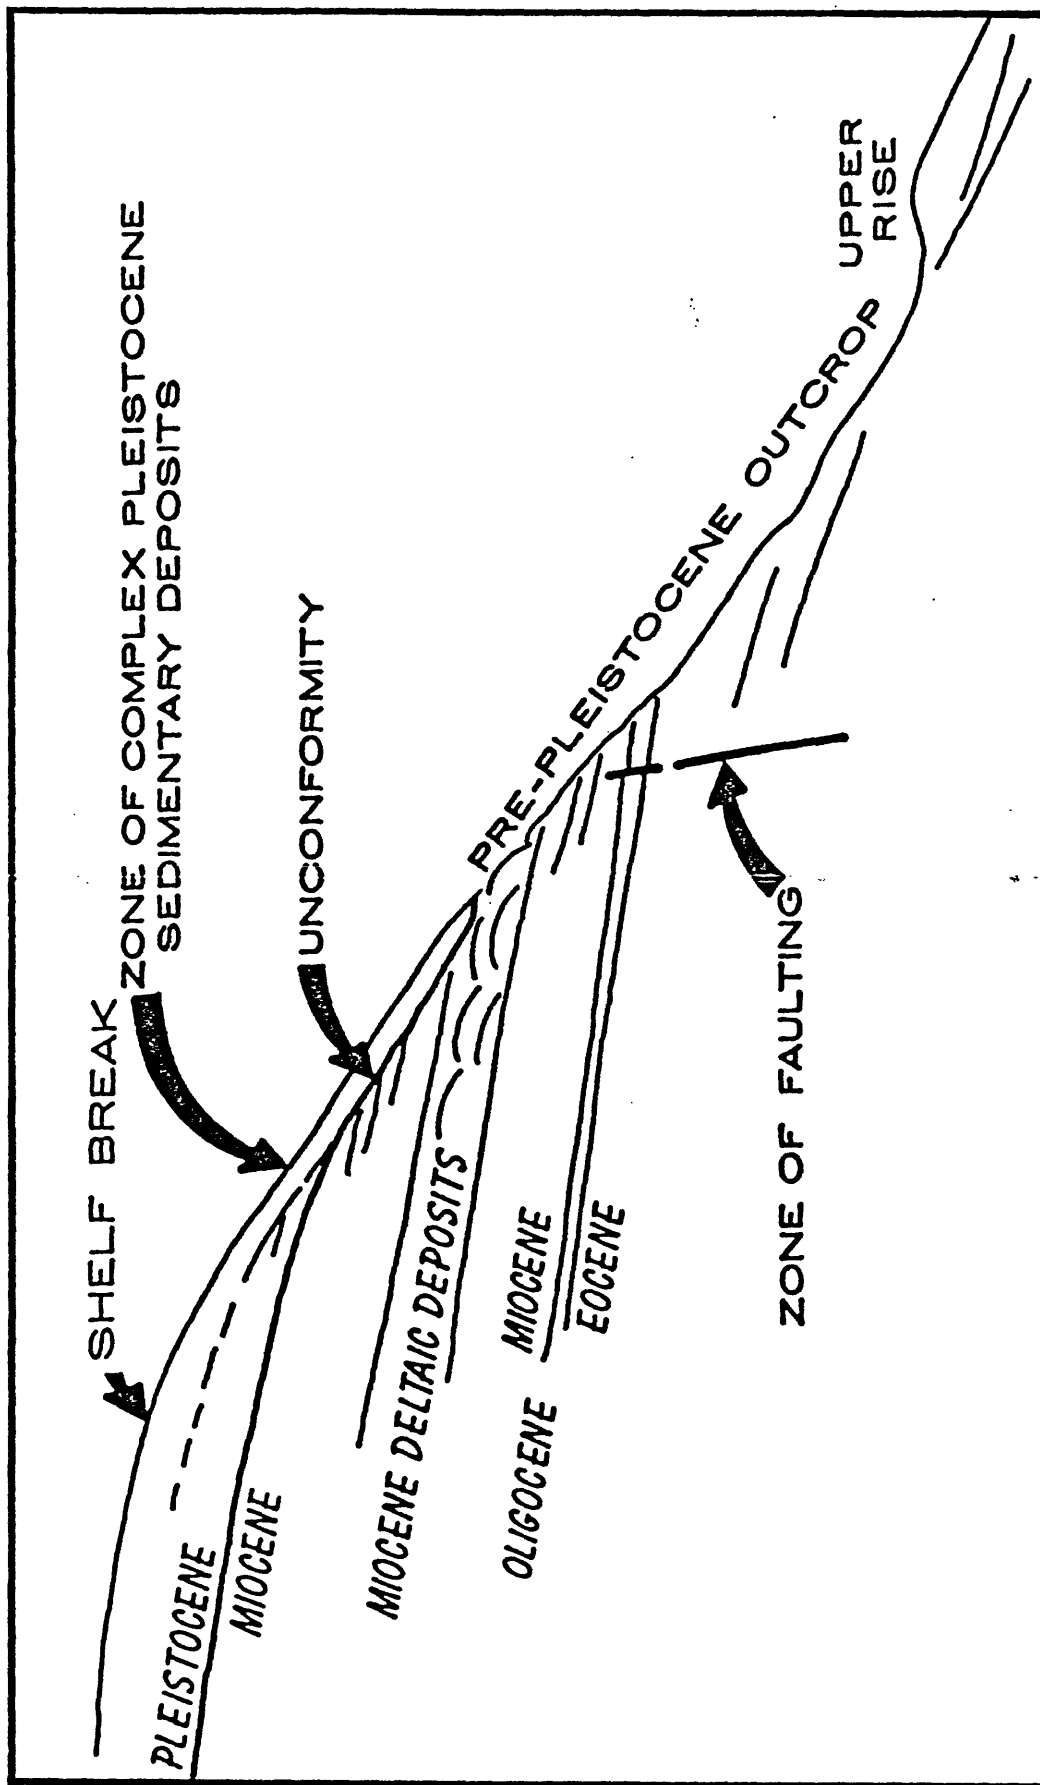 SHELF BREAK
ZONE OF COMPLEX PLEISTOCENE
SEDIMENTARY DEPOSITS
UNCONFORMITY
PRE-PLEISTOCENE OUTCROP
UPPER
RISE
PLEISTOCENE
MIOCENE
MIOCENE DELTAIC DEPOSITS
OLIGOCENE
MIOCENE
EOCENE
ZONE OF FAULTING